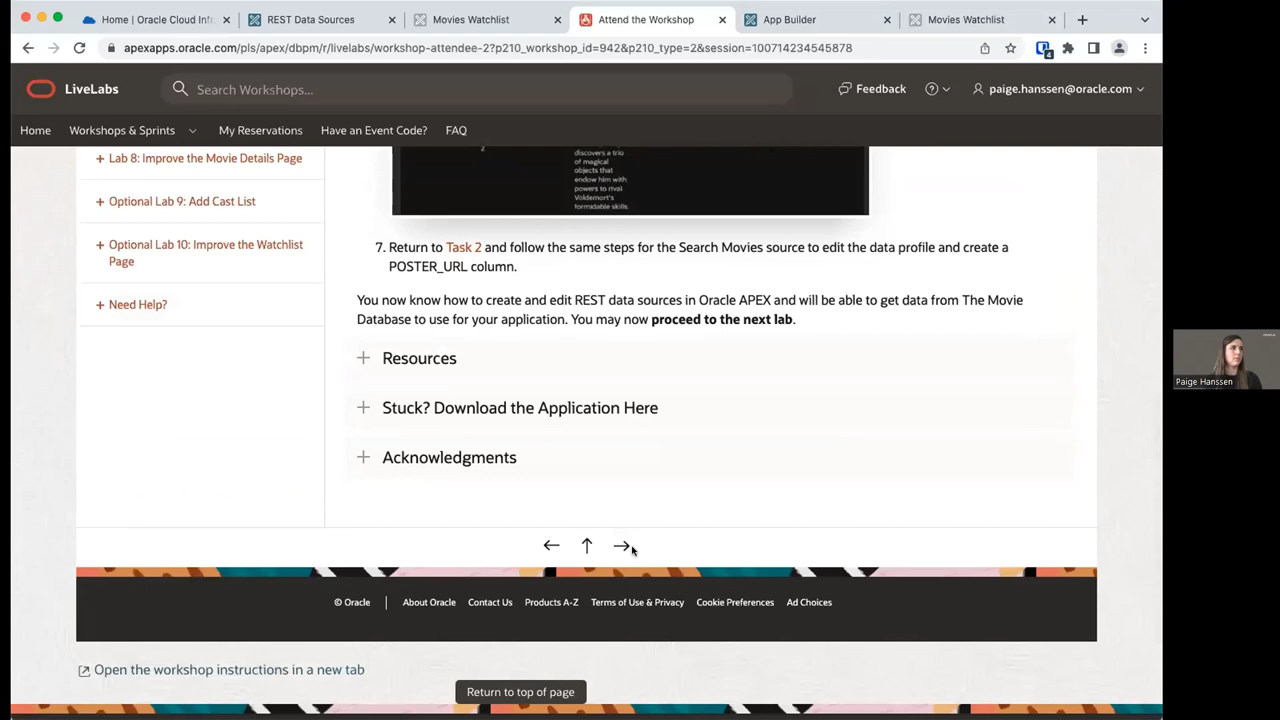 Home | Oracle Cloud Inf
REST Data Sources
Movies Watchlist
Attend the Workshop
App Builder
Movies Watchlist
apexapps.oracle.com/pls/apex/dbpm/r/livelabs/workshop-attendee-2?p210_workshop_id=942&p210_type=2&session=100714234545878
LiveLabs
Search Workshops...
Feedback
paige.hanssen@oracle.com
Home
Workshops & Sprints
My Reservations
Have an Event Code?
FAQ
+ Lab 8: Improve the Movie Details Page
+ Optional Lab 9: Add Cast List
+ Optional Lab 10: Improve the Watchlist
Page
+ Need Help?
2
discovers a trio
of magical
objects that
endow him with
powers to rival
Voldemort's
formidable skills.
7. Return to Task 2 and follow the same steps for the Search Movies source to edit the data profile and create a
POSTER_URL column.
You now know how to create and edit REST data sources in Oracle APEX and will be able to get data from The Movie
Database to use for your application. You may now proceed to the next lab.
+ Resources
+ Stuck? Download the Application Here
+ Acknowledgments
© Oracle
About Oracle
Contact Us
Products A-Z
Terms of Use & Privacy
Cookie Preferences
Ad Choices
Open the workshop instructions in a new tab
Return to top of page
Paige Hanssen